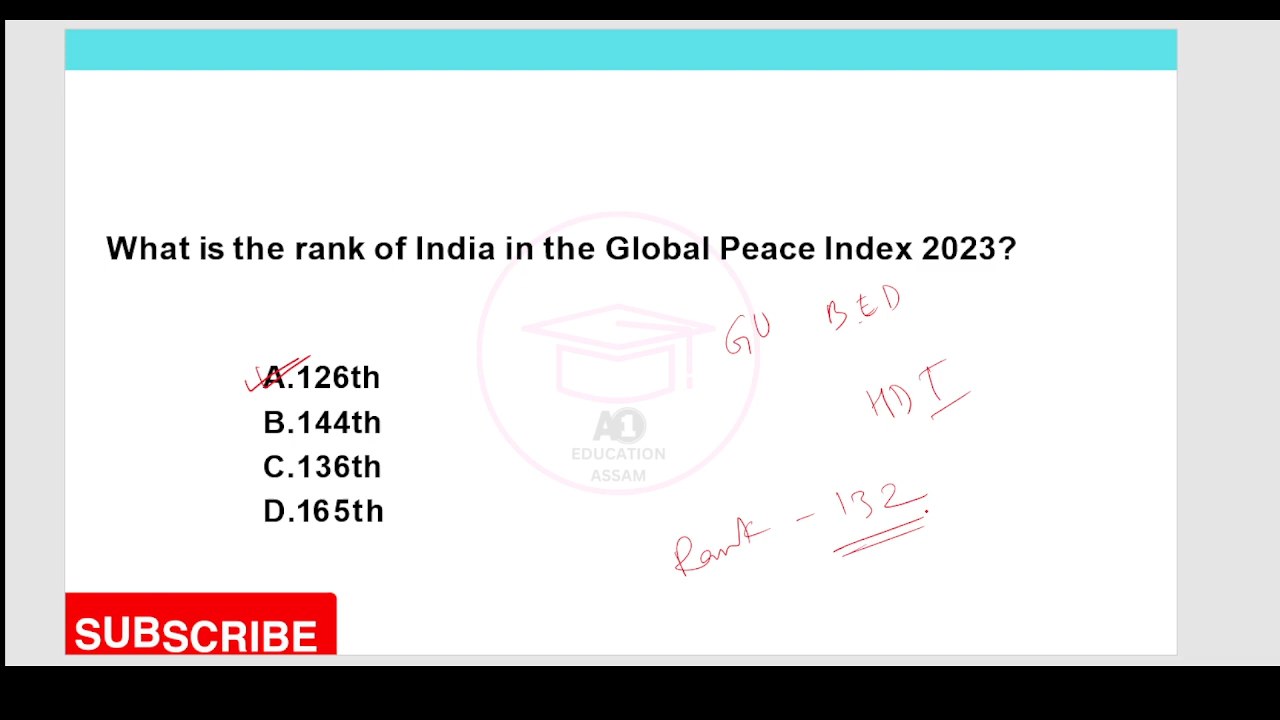 What is the rank of India in the Global Peace Index 2023?
GU B.ED
A.126th
HDI
B.144th
A1
EDUCATION
ASSAM
C.136th
D.165th
Rank - 132
SUBSCRIBE